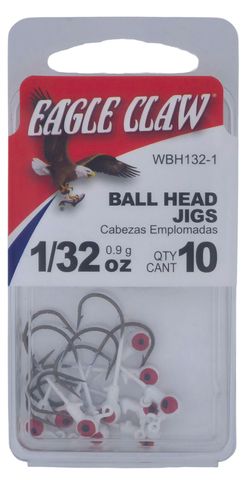 EAGLE CLAW
WBH132-1
BALL HEAD
JIGS
Cabezas Emplomadas
1/32 0.9 g oz
QTY
CANT 10